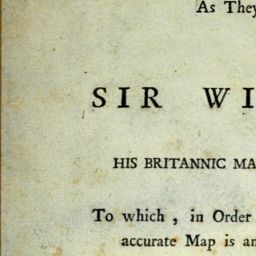 As They
SIR WI
HIS BRITANNIC MA
To which , in Order
accurate Map is an